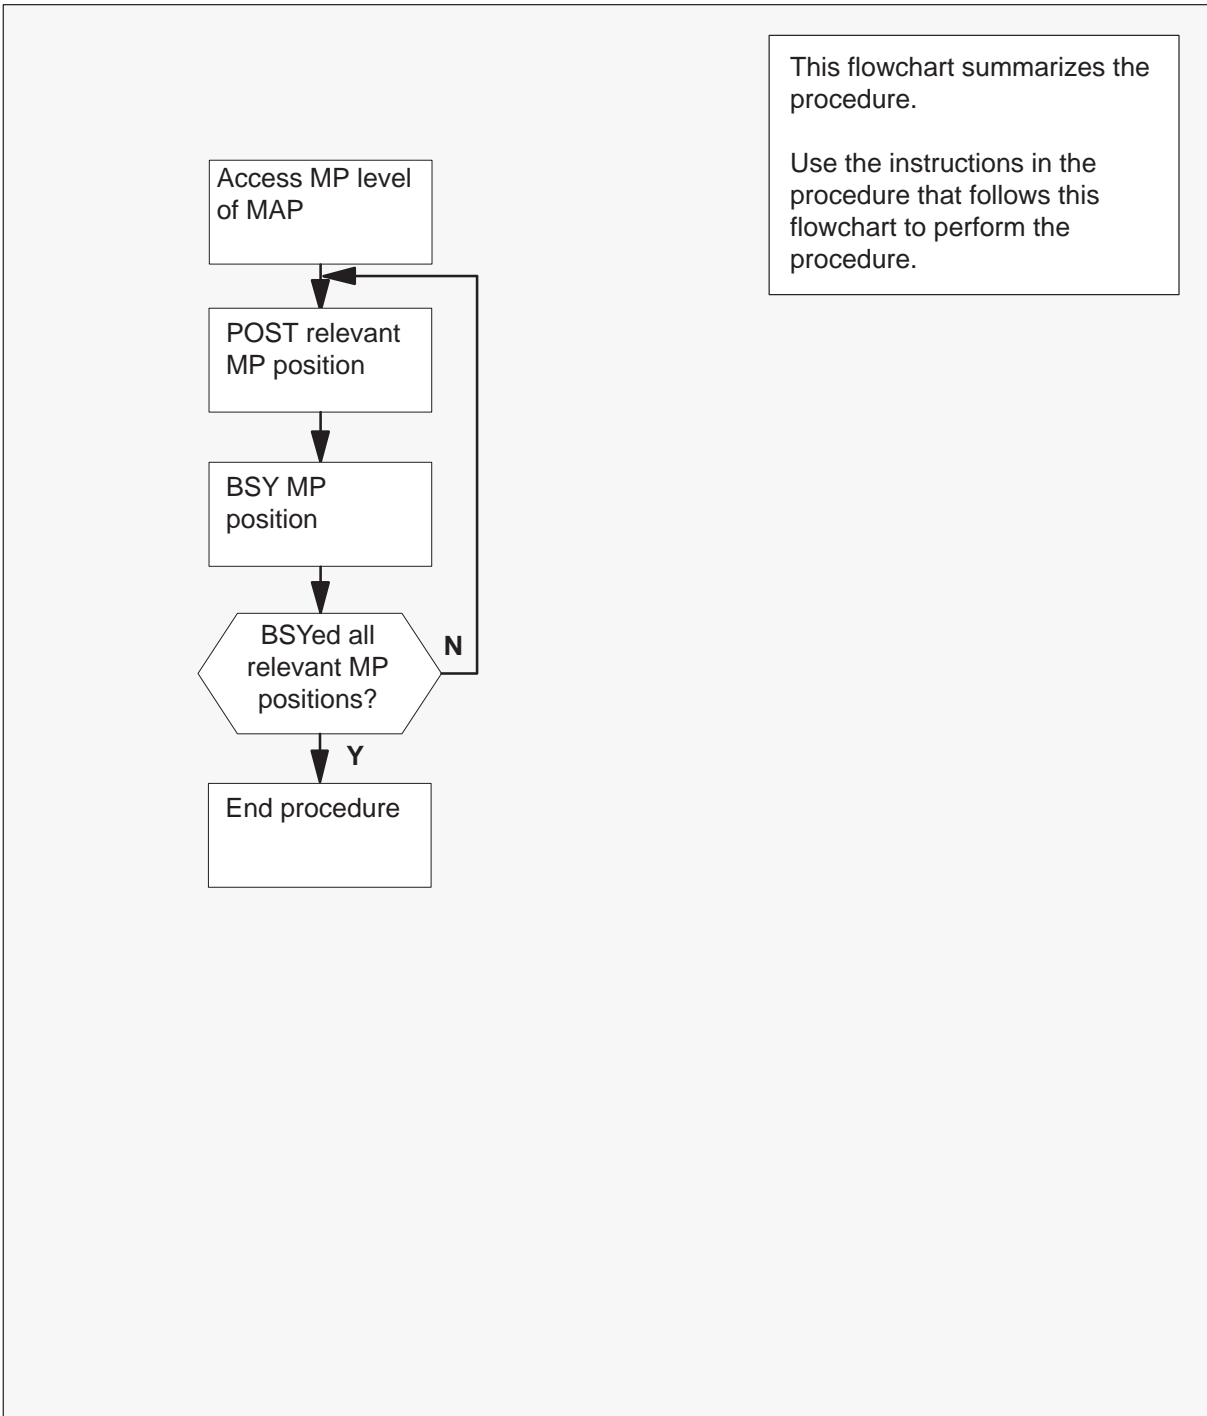 This flowchart summarizes the
procedure.
Use the instructions in the
procedure that follows this
flowchart to perform the
procedure.
Access MP level
of MAP
POST relevant
MP position
BSY MP
position
BSYed all
relevant MP
positions?
N
Y
End procedure